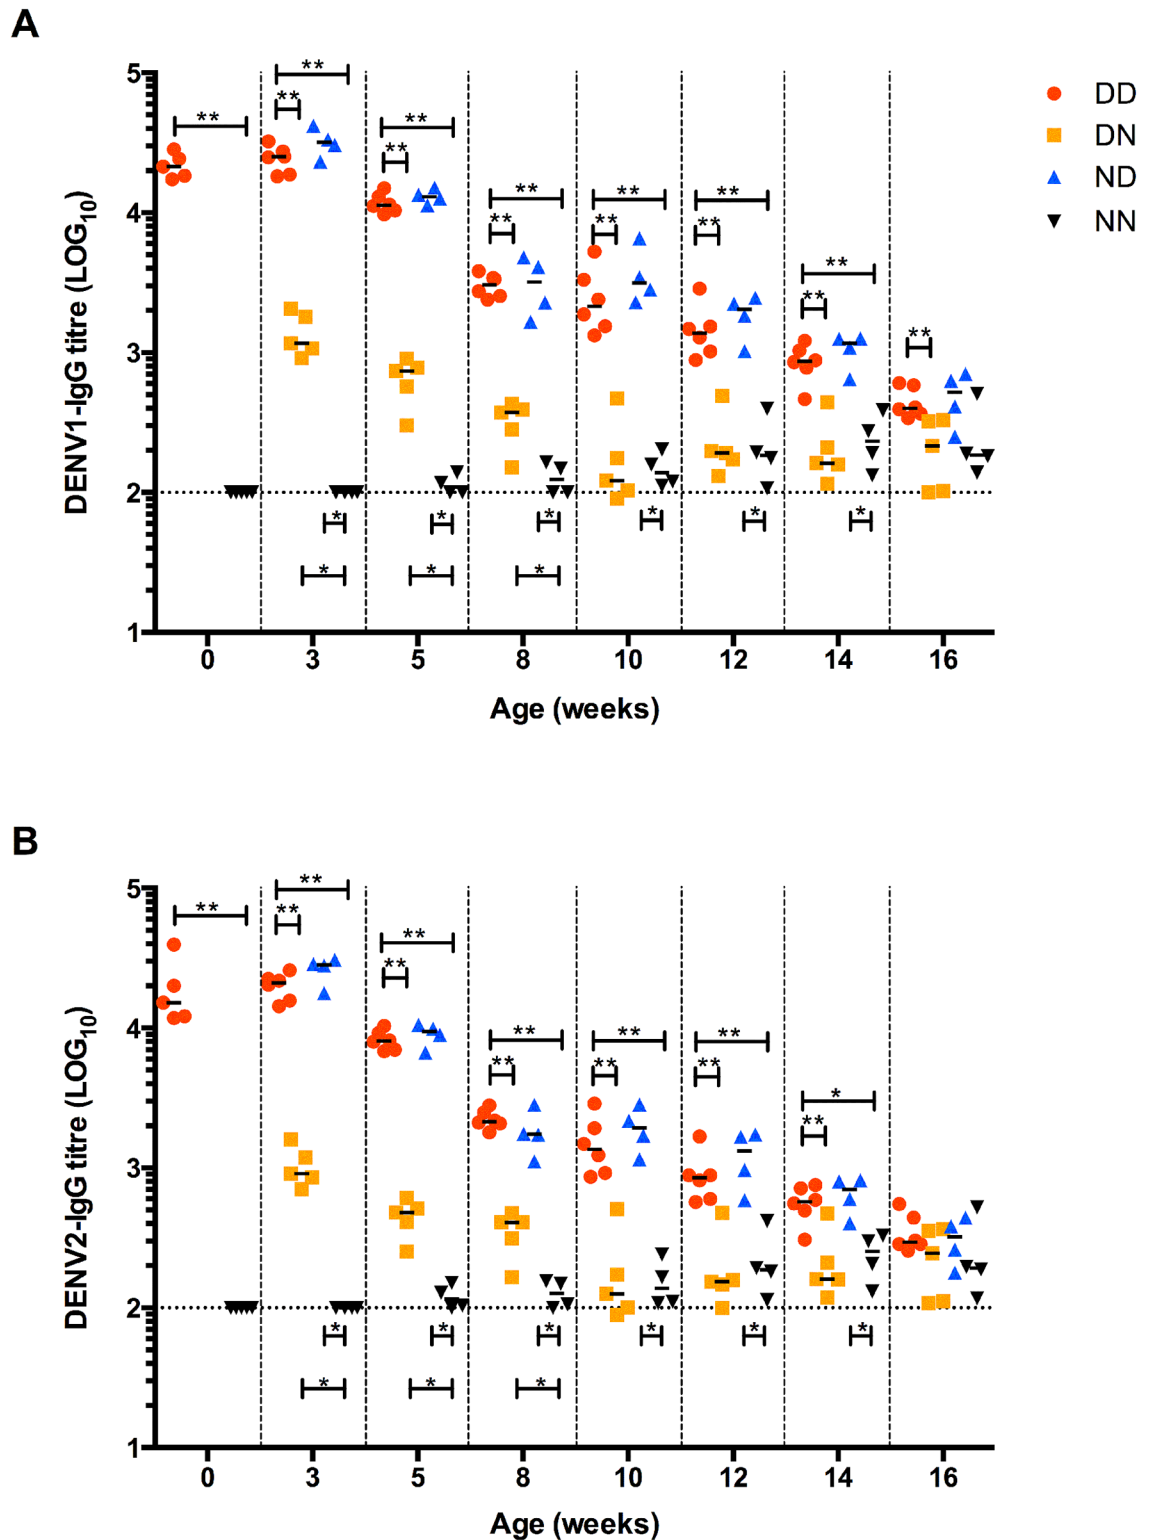 A
DD
DN
ND
NN
DENV1-IgG titre (LOG10)
5
4
3
2
1
** ** ** ** ** ** ** ** ** ** ** ** ** ** **
**
* * * * * *
* * *
0 3 5 8 10 12 14 16
Age (weeks)
B
DENV2-IgG titre (LOG10)
5
4
3
2
1
** ** ** ** ** ** ** ** ** ** ** ** *
**
* * * * * *
* * *
0 3 5 8 10 12 14 16
Age (weeks)